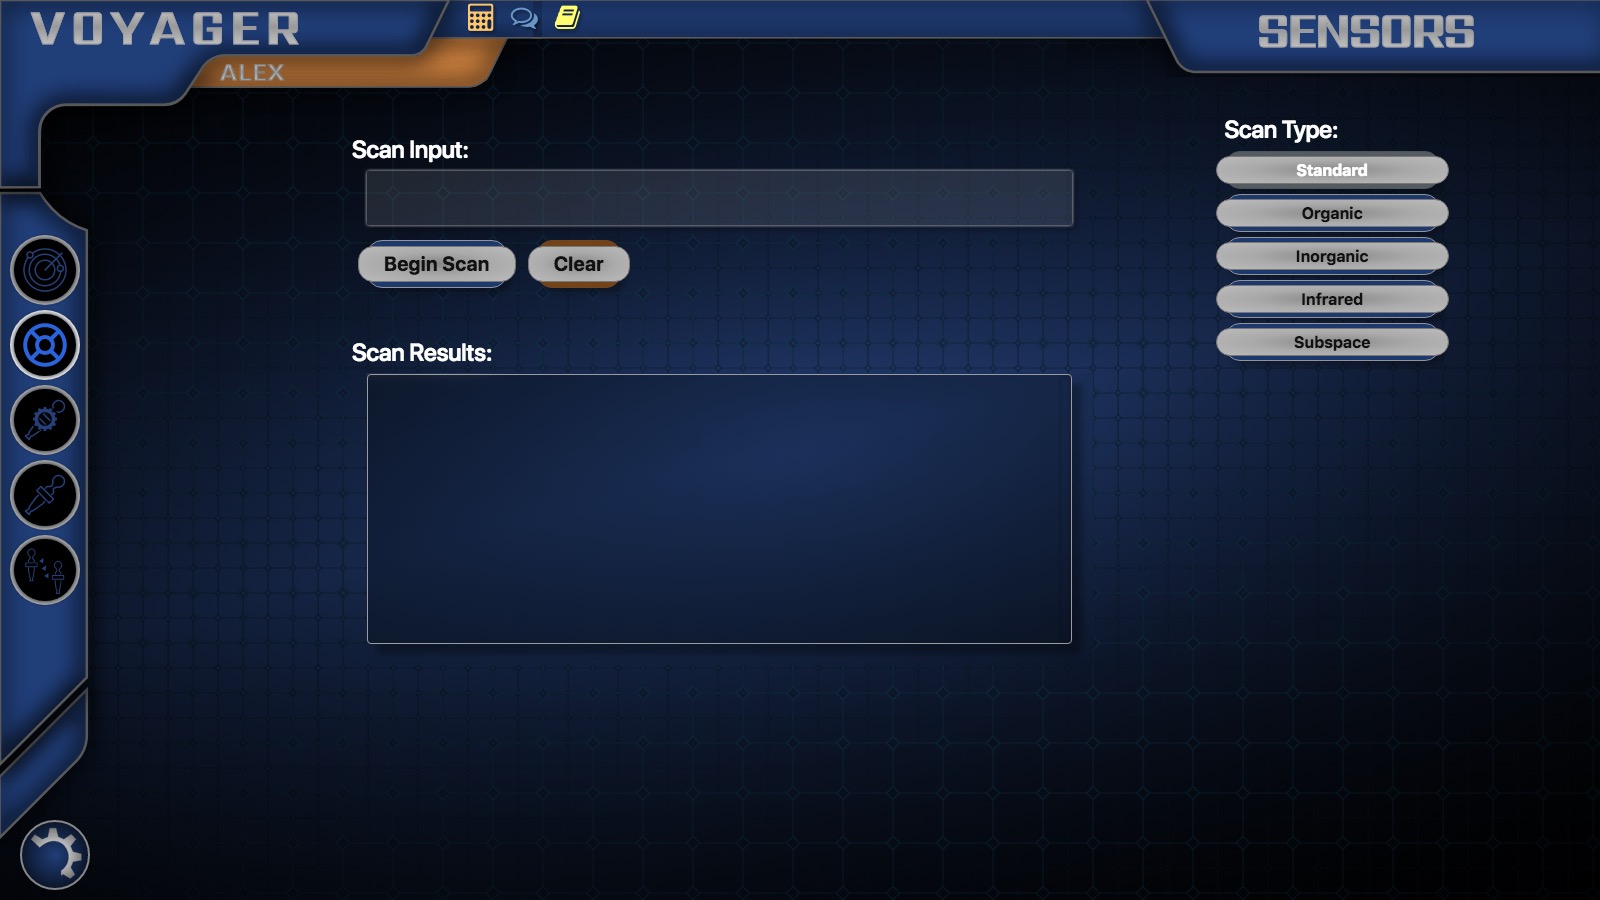 VOYAGER
ALEX
SENSORS
Scan Input:
Begin Scan
Clear
Scan Results:
Scan Type:
Standard
Organic
Inorganic
Infrared
Subspace